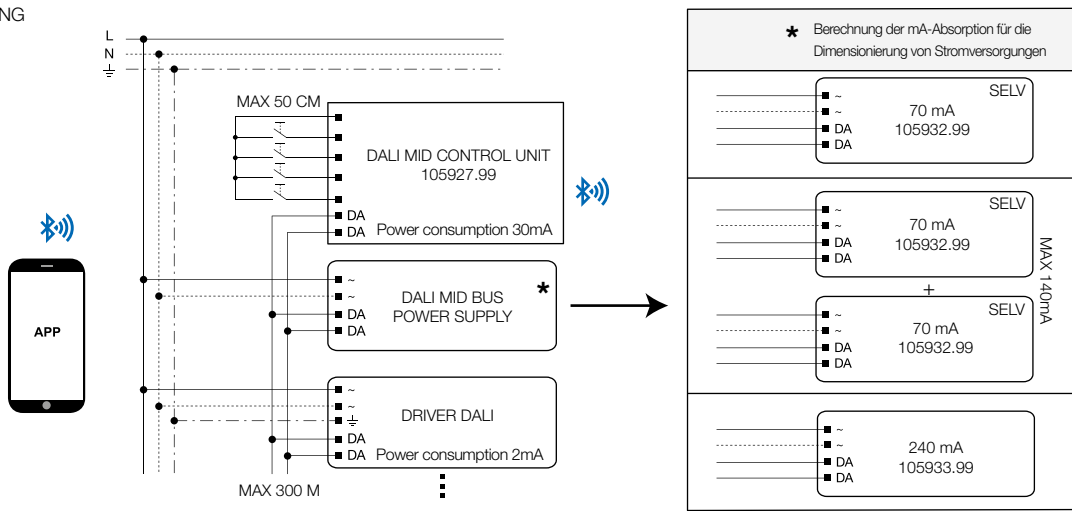 NG
L
N
MAX 50 CM
DALI MID CONTROL UNIT
105927.99
DA
DA
Power consumption 30mA
~
~
DALI MID BUS
POWER SUPPLY
*
DA
DA
~
~
DRIVER DALI
DA
DA
Power consumption 2mA
MAX 300 M
APP
* Berechnung der mA-Absorption für die
Dimensionierung von Stromversorgungen
SELV
~
~
70 mA
105932.99
DA
DA
SELV
~
~
70 mA
105932.99
DA
DA
+
MAX 140mA
SELV
~
~
70 mA
105932.99
DA
DA
~
~
240 mA
105933.99
DA
DA